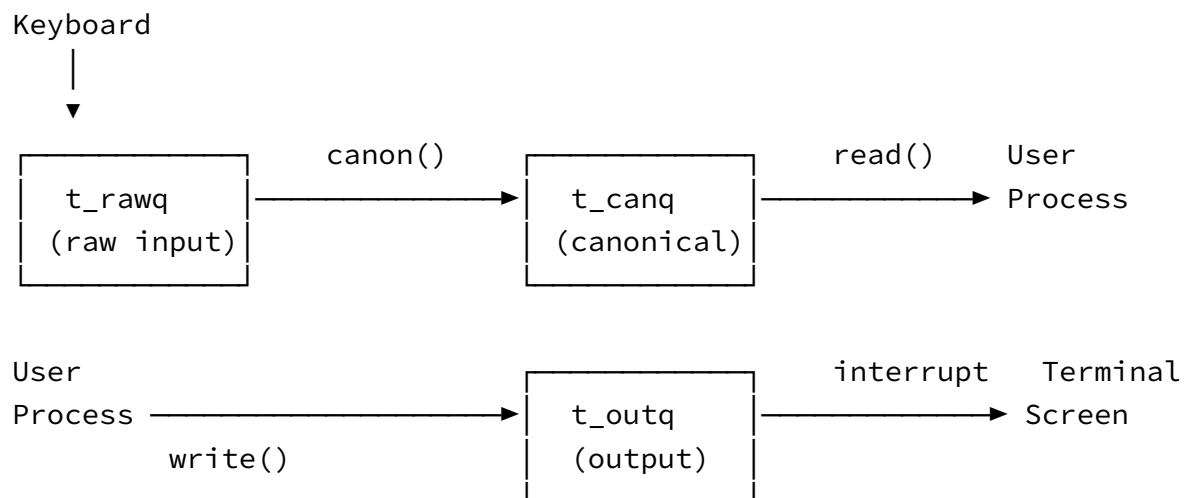 Keyboard
canon() read() User
t_rawq t_canq Process
(raw input) (canonical)
User interrupt Terminal
Process t_outq Screen
write() (output)